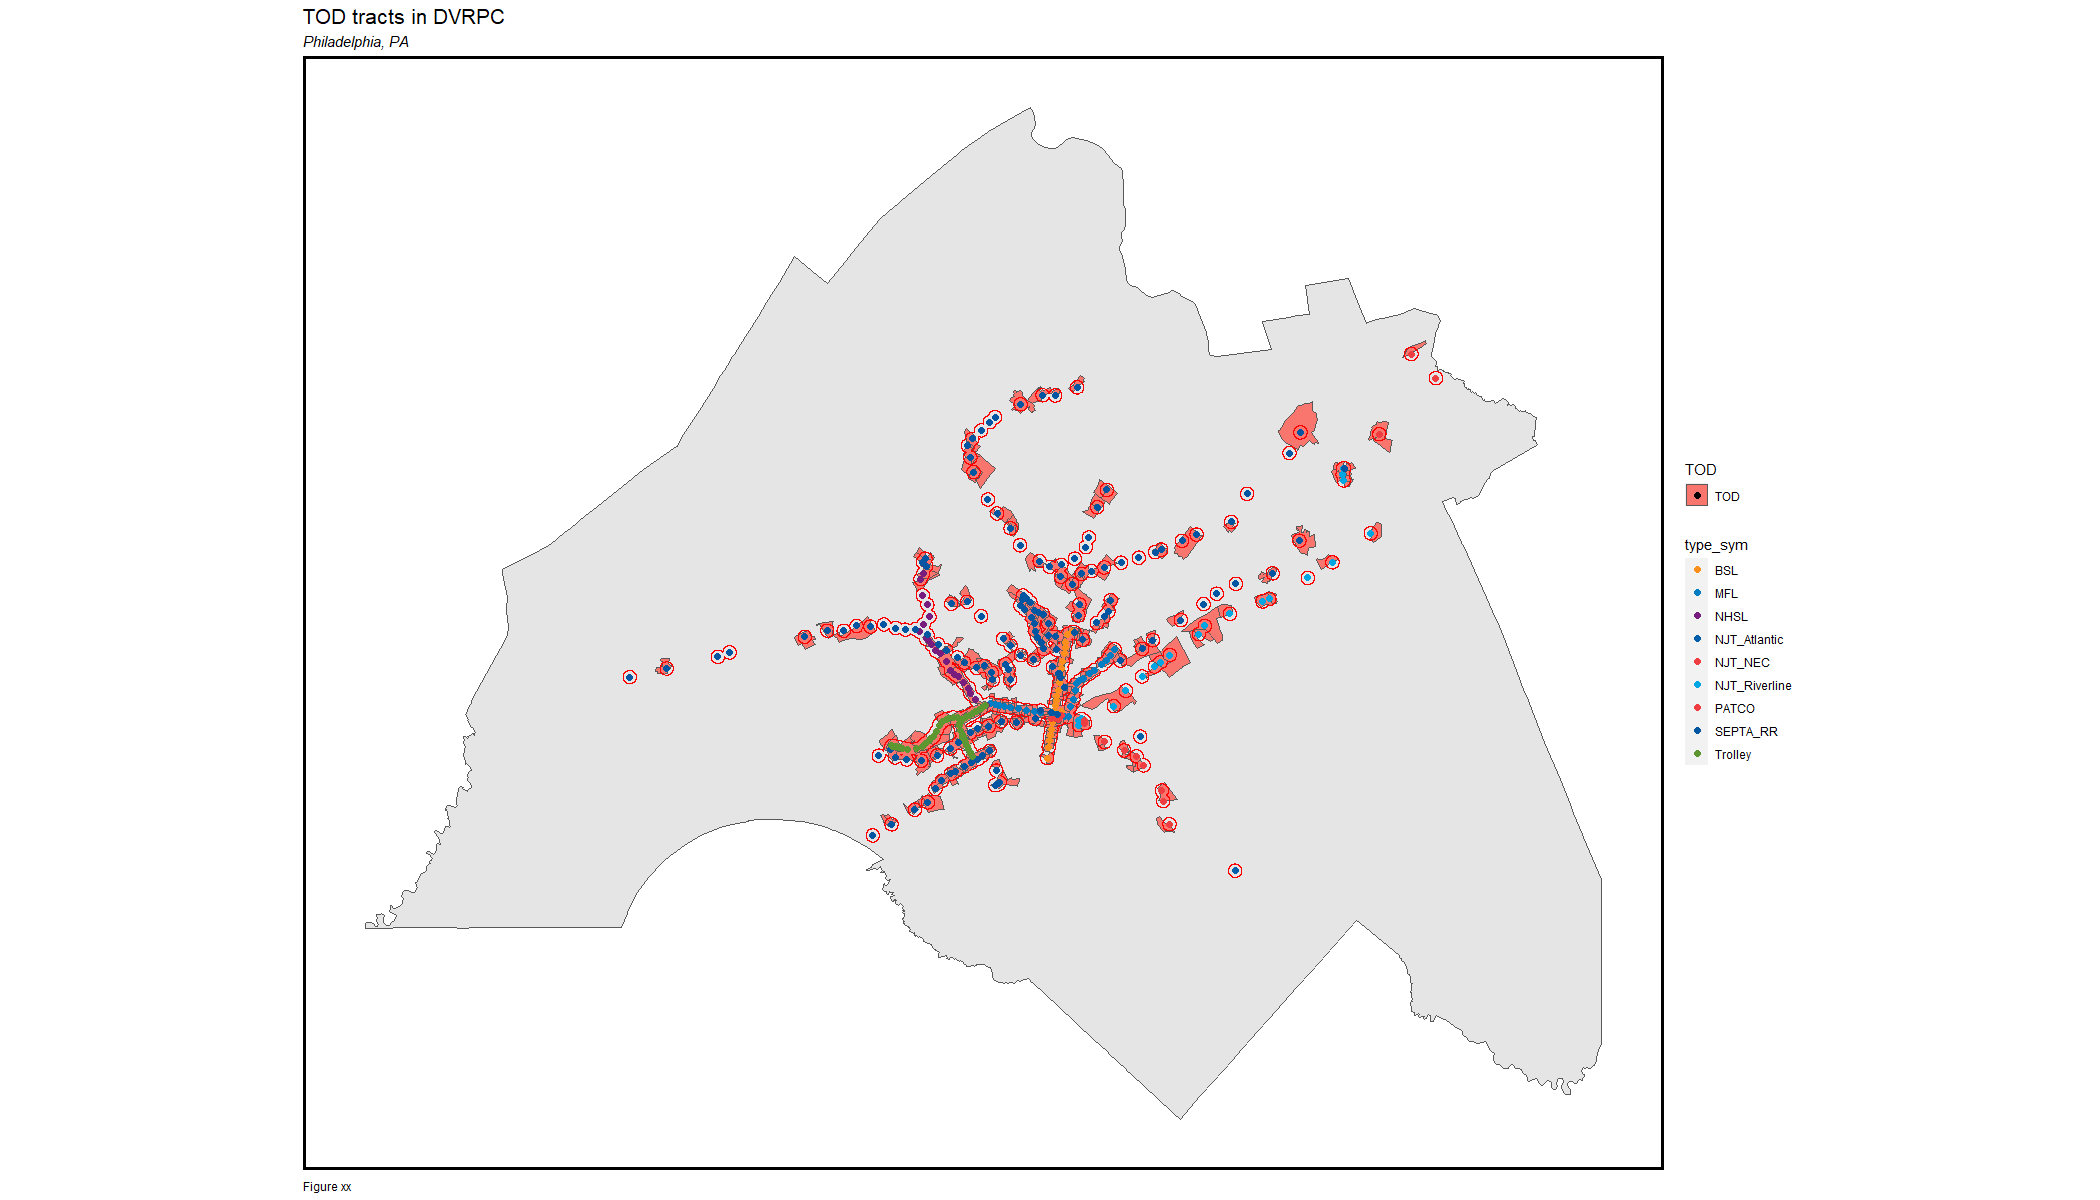 TOD tracts in DVRPC
Philadelphia, PA
TOD
TOD
type_sym
BSL
MFL
NHSL
NJT_Atlantic
NJT_NEC
NJT_Riverline
PATCO
SEPTA_RR
Trolley
Figure xx